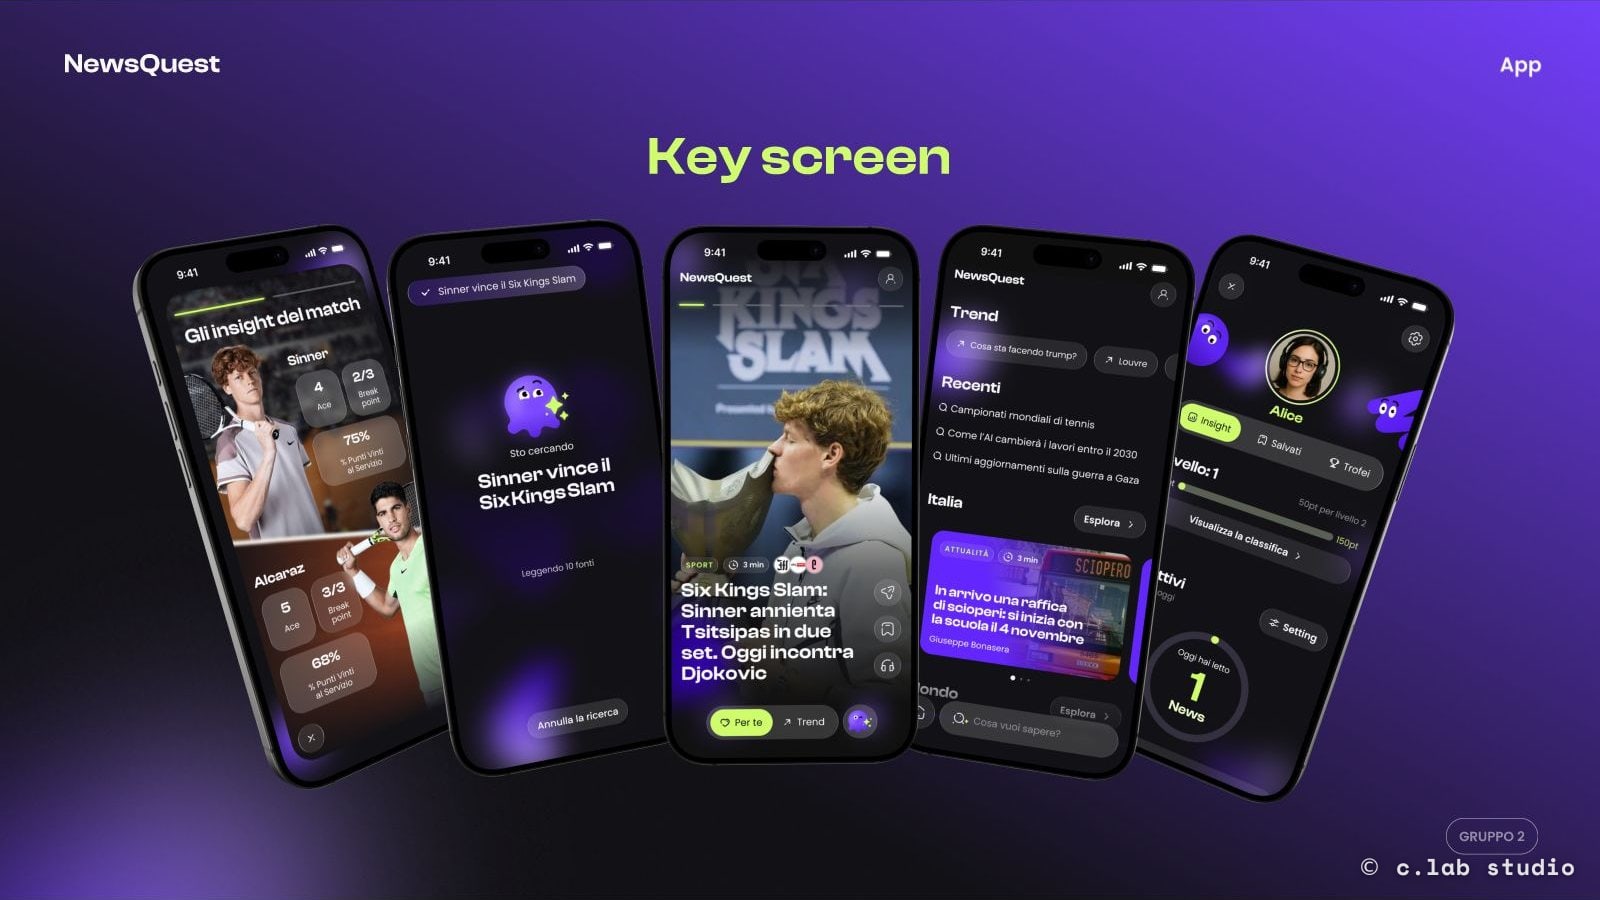 NewsQuest
App
Key screen
9:41
Gli insight del match
Sinner
4
Ace
2/3
Break
point
75%
% Punti Vinti
al Servizio
Alcaraz
5
Ace
3/3
Break
point
68%
% Punti Vinti
al Servizio
9:41
Sinner vince il Six Kings Slam
Sto cercando
Sinner vince il
Six Kings Slam
Leggendo 10 fonti
Annulla la ricerca
9:41
NewsQuest
KINGS
SLAM
SPORT
3 min
Six Kings Slam:
Sinner annienta
Tsitsipas in due
set. Oggi incontra
Djokovic
Per te
Trend
9:41
NewsQuest
Trend
Cosa sta facendo trump?
Louvre
Recenti
Campionati mondiali di tennis
Come l'AI cambierà i lavori entro il 2030
Ultimi aggiornamenti sulla guerra a Gaza
Italia
Esplora
ATTUALITÀ
3 min
SCIOPERO
In arrivo una raffica
di scioperi: si inizia con
la scuola il 4 novembre
Giuseppe Bonasera
ondo
Esplora
Cosa vuoi sapere?
9:41
Alice
Insight
Salvati
Trofei
vello: 1
50pt per livello 2
150pt
Visualizza la classifica
ttivi
oggi
Setting
Oggi hai letto
1
News
GRUPPO 2
© c.lab studio